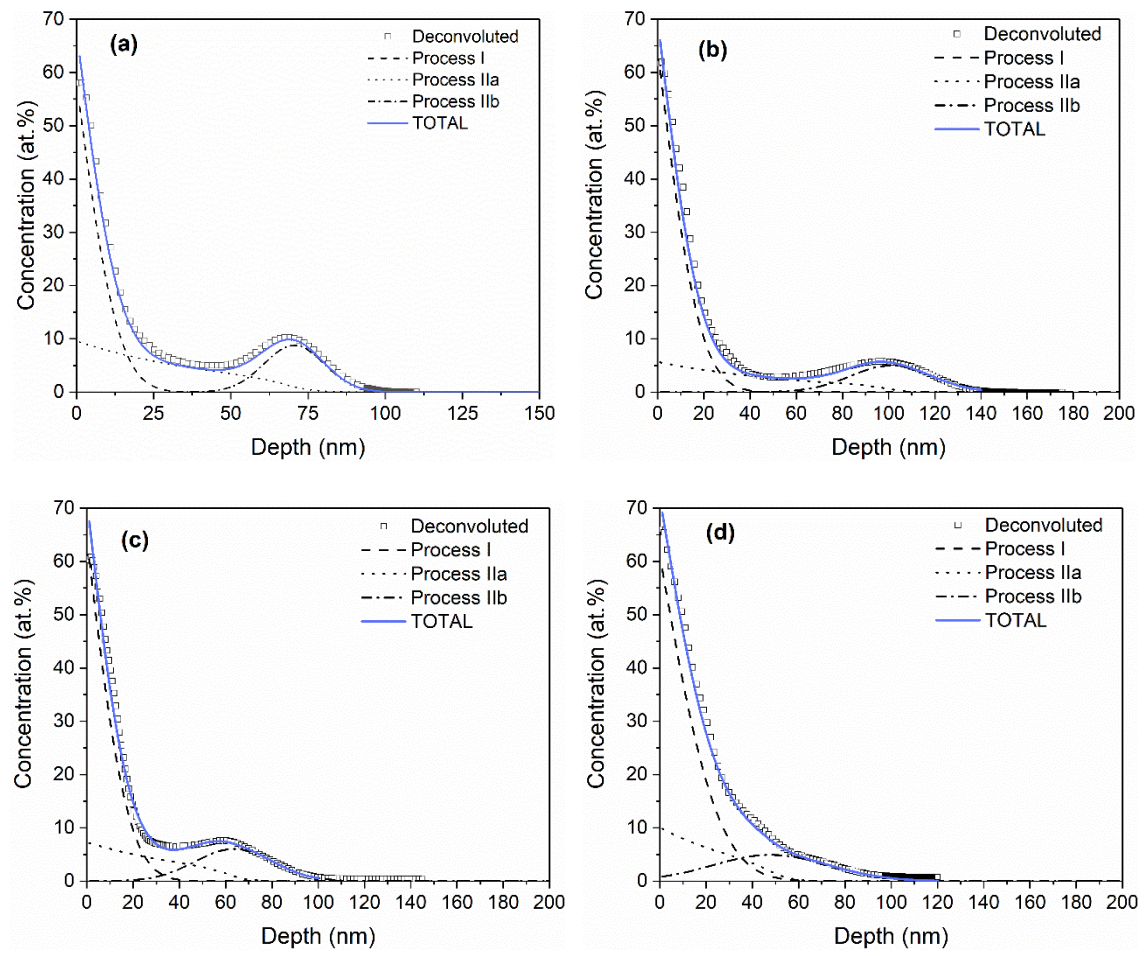 (a)
Deconvoluted
Process I
Process IIa
Process IIb
TOTAL
Concentration (at.%)
70
60
50
40
30
20
10
0
0 25 50 75 100 125 150
Depth (nm)
(b)
Deconvoluted
Process I
Process IIa
Process IIb
TOTAL
Concentration (at.%)
70
60
50
40
30
20
10
0
0 20 40 60 80 100 120 140 160 180 200
Depth (nm)
(c)
Deconvoluted
Process I
Process IIa
Process IIb
TOTAL
Concentration (at.%)
70
60
50
40
30
20
10
0
0 20 40 60 80 100 120 140 160 180 200
Depth (nm)
(d)
Deconvoluted
Process I
Process IIa
Process IIb
TOTAL
Concentration (at.%)
70
60
50
40
30
20
10
0
0 20 40 60 80 100 120 140 160 180 200
Depth (nm)